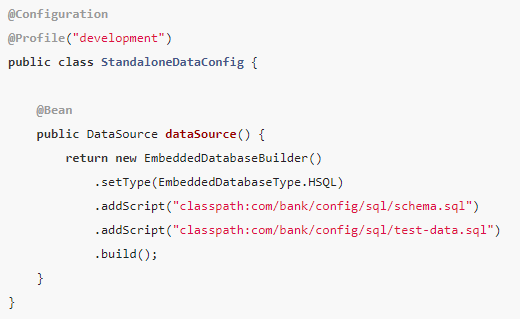 @Configuration
@Profile("development")
public class StandaloneDataConfig {
@Bean
public DataSource dataSource() {
return new EmbeddedDatabaseBuilder()
.setType(EmbeddedDatabaseType.HSQL)
.addScript("classpath:com/bank/config/sql/schema.sql")
.addScript("classpath:com/bank/config/sql/test-data.sql")
.build();
}
}